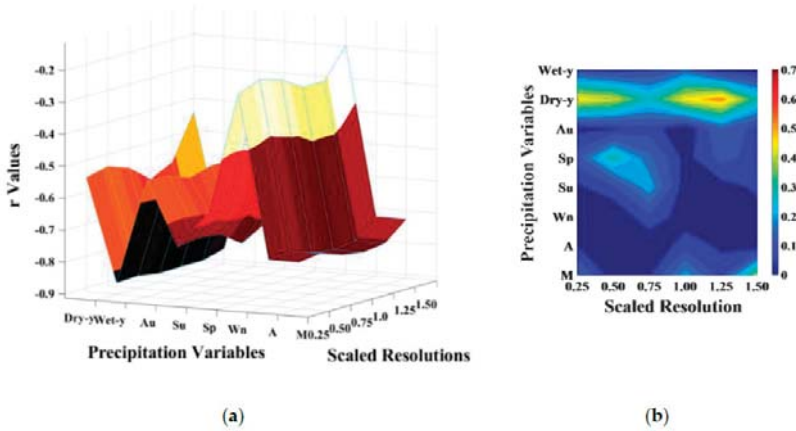 -0.2
-0.3
-0.4
-0.5
-0.6
-0.7
-0.8
-0.9
r Values
Dry-y Wet-y Au Su Sp Wn A M 0.25 0.50 0.75 1.0 1.25 1.50
Precipitation Variables
Scaled Resolutions
(a)
Wet-y
Dry-y
Au
Sp
Su
Wn
A
M
Precipitation Variables
0.25 0.50 0.75 1.00 1.25 1.50
Scaled Resolution
0.7
0.6
0.5
0.4
0.3
0.2
0.1
0
(b)